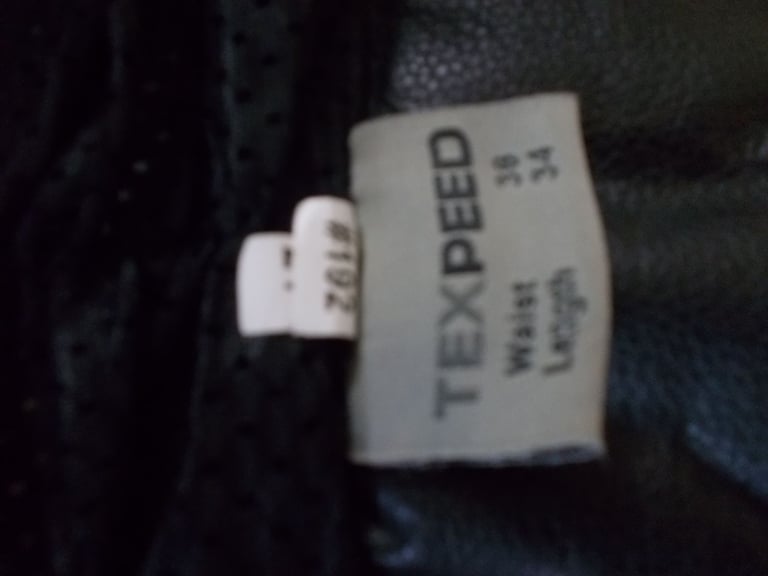 TEXPEED
Waist 38
Length 34
#192